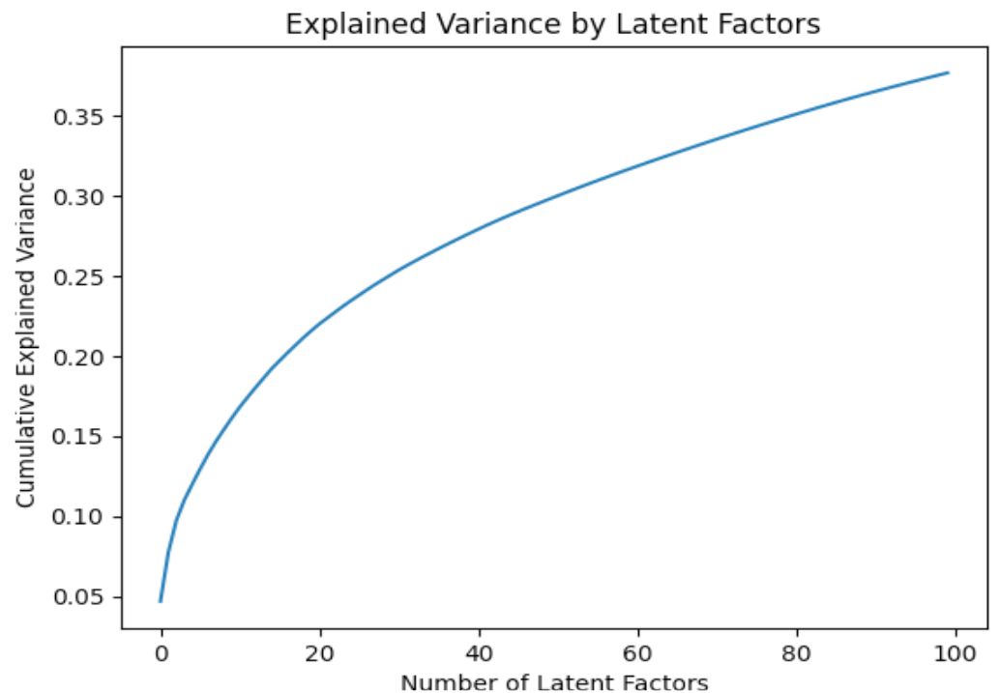 Explained Variance by Latent Factors
0.35
0.30
0.25
0.20
0.15
0.10
0.05
Cumulative Explained Variance
0 20 40 60 80 100
Number of Latent Factors